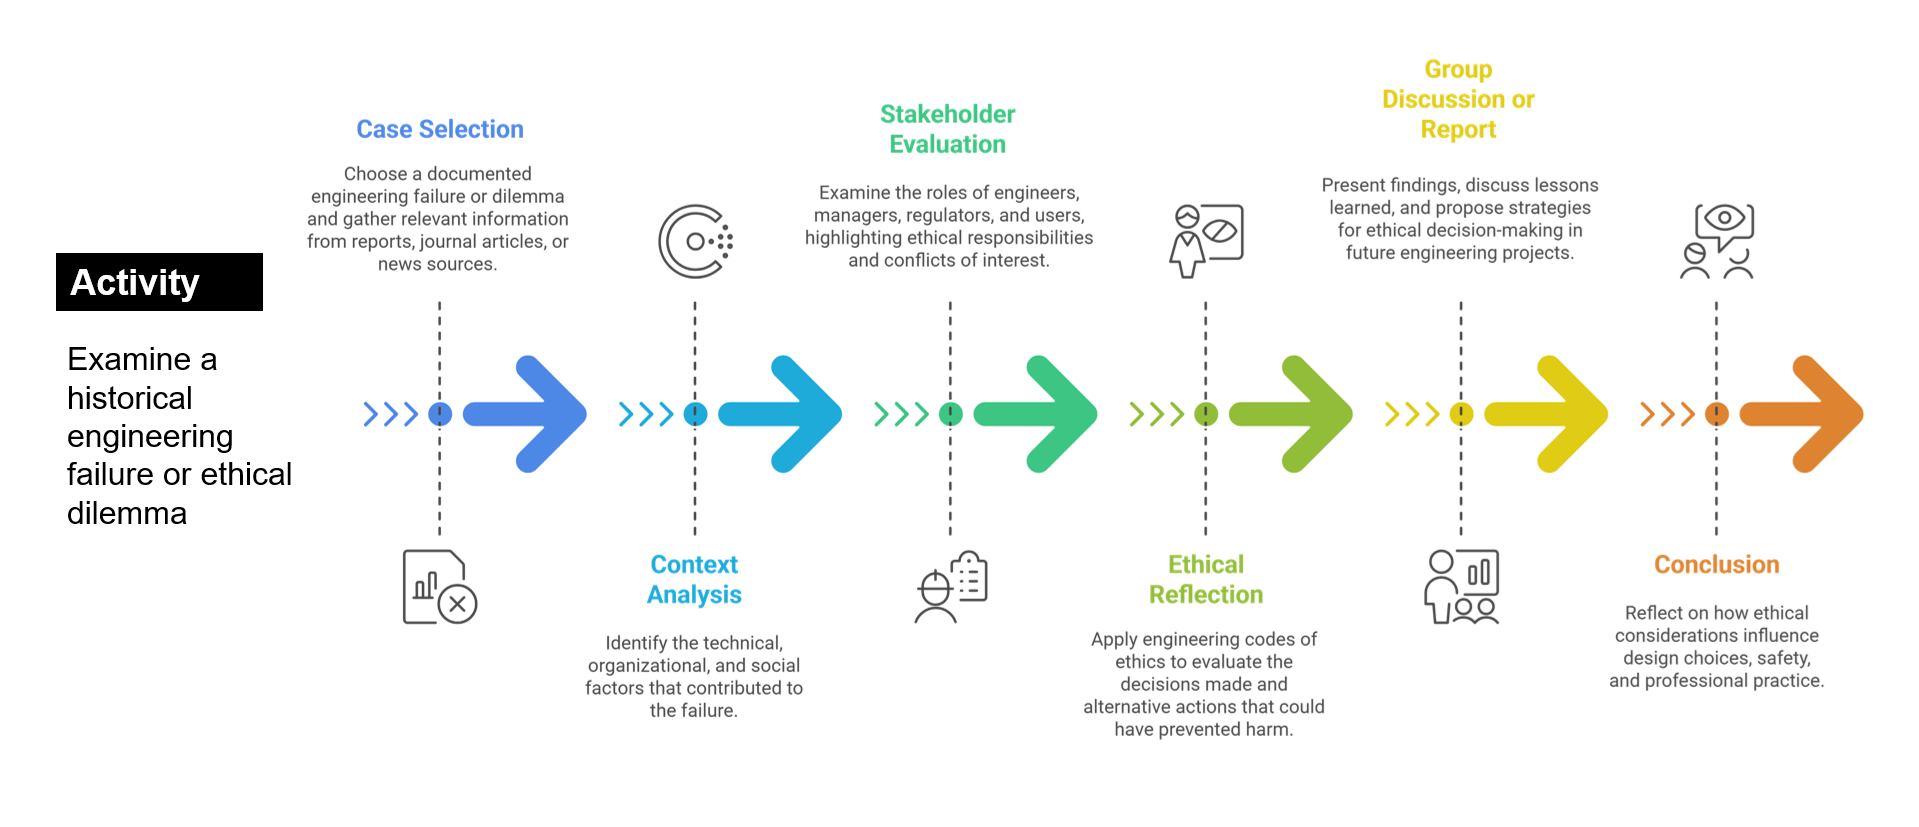 Activity
Examine a
historical
engineering
failure or ethical
dilemma
Case Selection
Choose a documented
engineering failure or dilemma
and gather relevant information
from reports, journal articles, or
news sources.
Context
Analysis
Identify the technical,
organizational, and social
factors that contributed to
the failure.
Stakeholder
Evaluation
Examine the roles of engineers,
managers, regulators, and users,
highlighting ethical responsibilities
and conflicts of interest.
Ethical
Reflection
Apply engineering codes of
ethics to evaluate the
decisions made and
alternative actions that could
have prevented harm.
Group
Discussion or
Report
Present findings, discuss lessons
learned, and propose strategies
for ethical decision-making in
future engineering projects.
Conclusion
Reflect on how ethical
considerations influence
design choices, safety,
and professional practice.